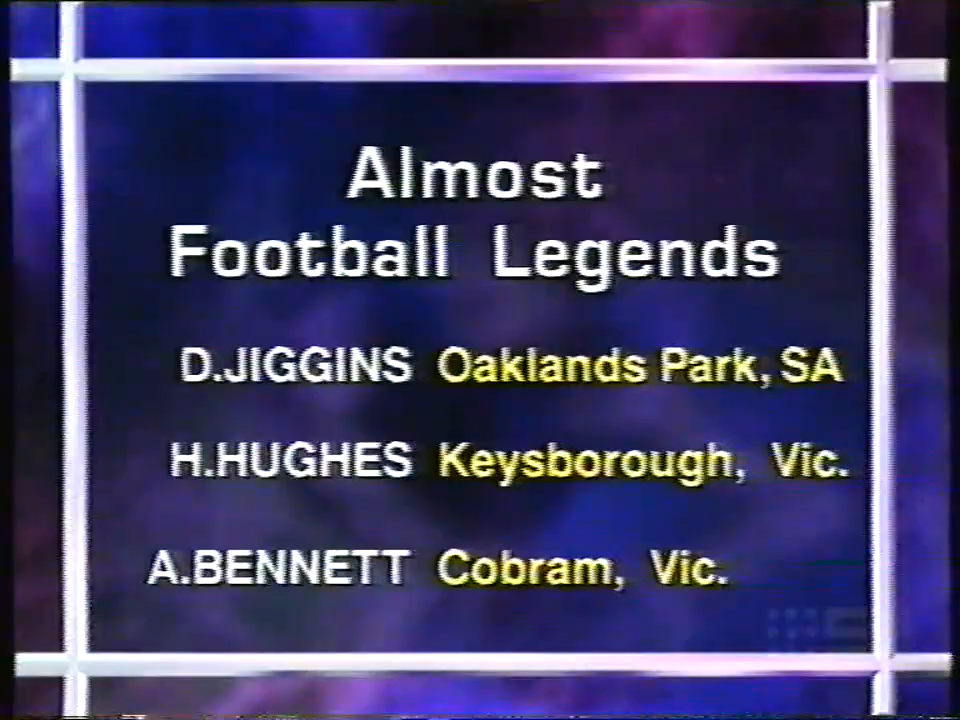 Almost
Football Legends
D.JIGGINS Oaklands Park, SA
H.HUGHES Keysborough, Vic.
A.BENNETT Cobram, Vic.